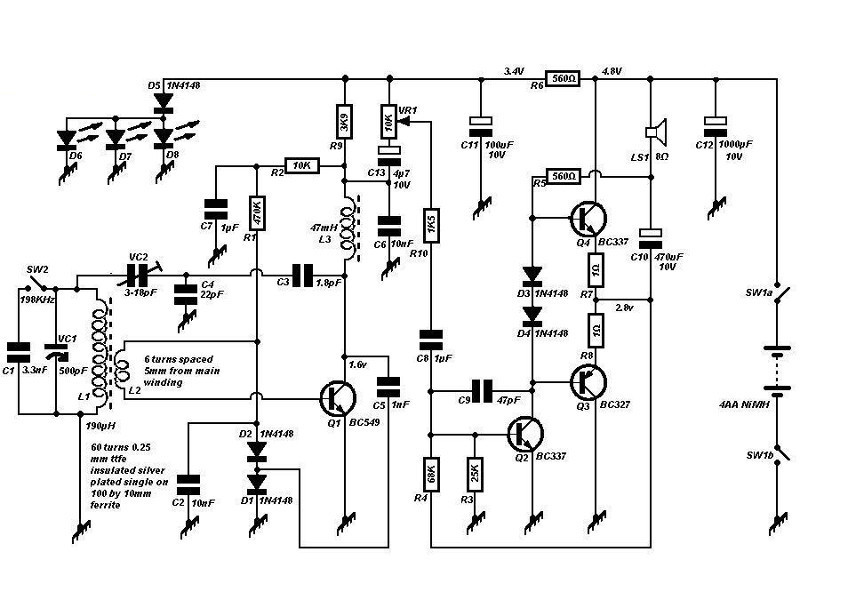 3.4V
4.8V
R6
560Ω
D5
1N4148
D6
D7
D8
3K9
R9
10K
VR1
C13
4µ7
10V
C11
100µF
10V
LS1
8Ω
C12
1000µF
10V
R2
10K
R5
560Ω
C7
1pF
470K
R1
47mH
L3
C6
10nF
1K5
R10
Q4
BC337
C10
470µF
10V
SW2
198KHz
VC2
3-18pF
C4
22pF
C3
1.8pF
D3
1N4148
D4
1N4148
1Ω
R7
2.8v
1Ω
R8
SW1a
C1
3.3nF
VC1
500pF
L1
L2
6 turns spaced
5mm from main
winding
1.6v
C8
1pF
C9
47pF
Q3
BC327
4AA NiMH
190µH
C5
1nF
Q1
BC549
60 turns 0.25
mm ttfe
insulated silver
plated single on
100 by 10mm
ferrite
D2
1N4148
D1
1N4148
C2
10nF
Q2
BC337
68K
R4
25K
R3
SW1b